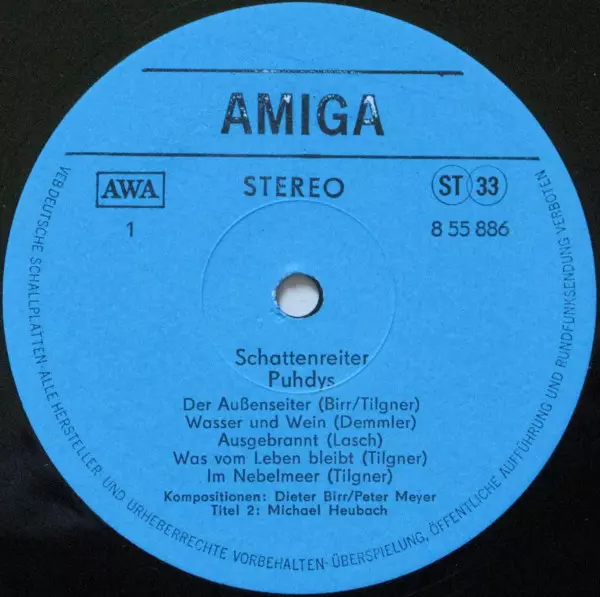 AMIGA
AWA
STEREO
ST 33
1
8 55 886
Schattenreiter
Puhdys
Der Außenseiter (Birr/Tilgner)
Wasser und Wein (Demmler)
Ausgebrannt (Lasch)
Was vom Leben bleibt (Tilgner)
Im Nebelmeer (Tilgner)
Kompositionen: Dieter Birr/Peter Meyer
Titel 2: Michael Heubach
VEB DEUTSCHE SCHALLPLATTEN · ALLE HERSTELLER- UND URHEBERRECHTE VORBEHALTEN · ÜBERSPIELUNG, ÖFFENTLICHE AUFFÜHRUNG UND RUNDFUNKSENDUNG VERBOTEN